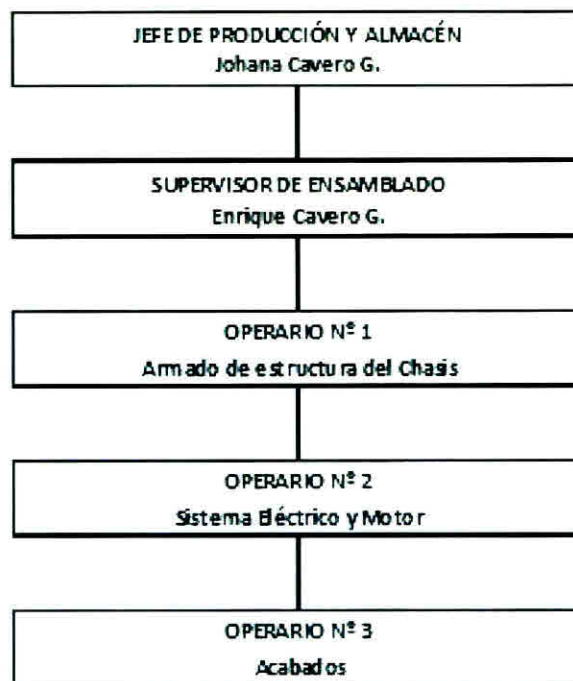 JEFE DE PRODUCCIÓN Y ALMACÉN
Johana Cavero G.
SUPERVISOR DE ENSAMBLADO
Enrique Cavero G.
OPERARIO Nº 1
Armado de estructura del Chasis
OPERARIO Nº 2
Sistema Eléctrico y Motor
OPERARIO Nº 3
Acabados